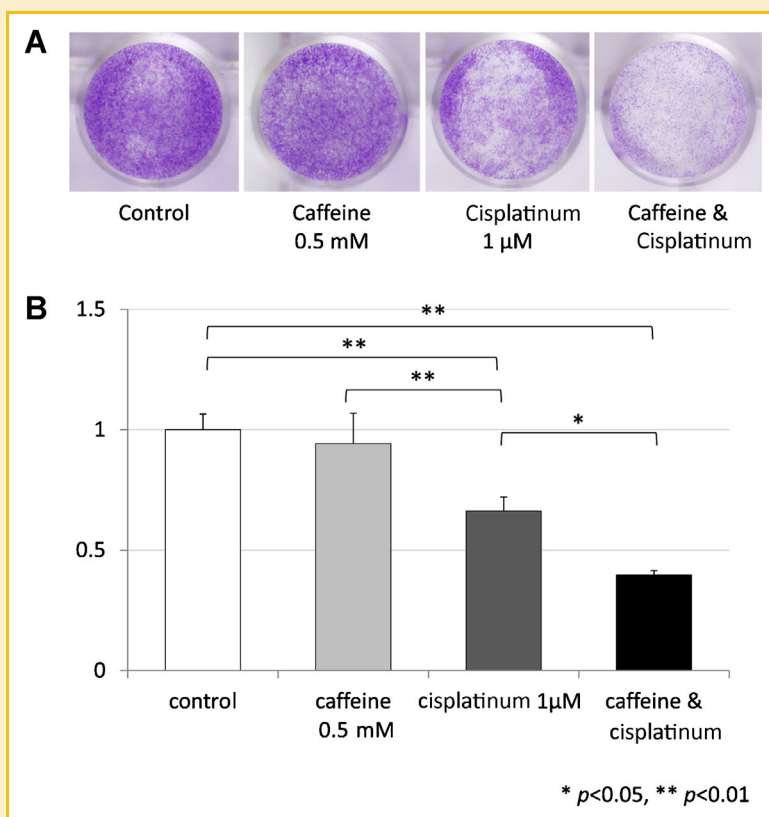 A
Control
Caffeine
0.5 mM
Cisplatinum
1 μM
Caffeine &
Cisplatinum
B
1.5
1
0.5
0
**
**
**
*
control
caffeine
0.5 mM
cisplatinum 1μM
caffeine &
cisplatinum
* p<0.05, ** p<0.01